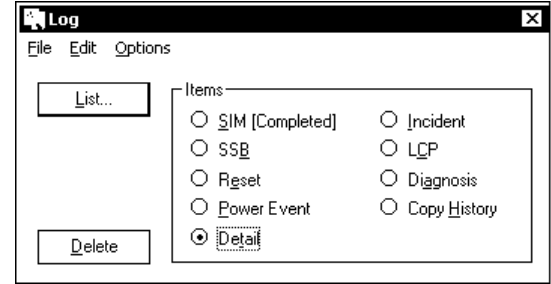 Log
File Edit Options
List...
Items
SIM [Completed] Incident
SSB LCP
Reset Diagnosis
Power Event Copy History
Detail
Delete